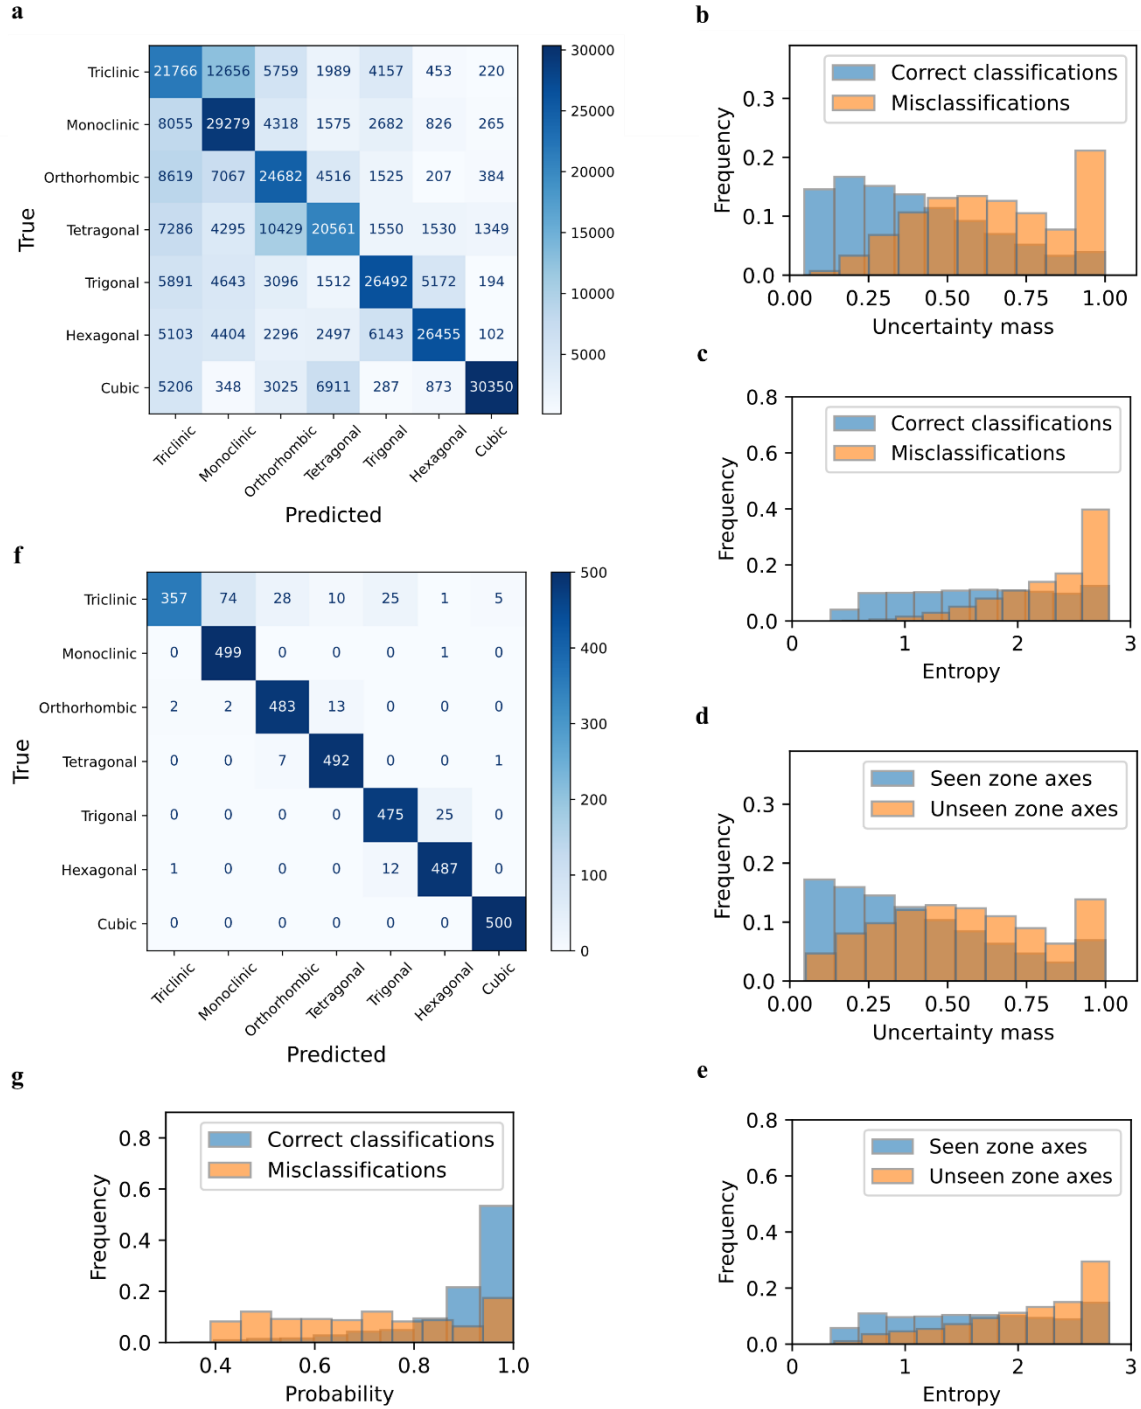 a
Triclinic 21766 12656 5759 1989 4157 453 220
Monoclinic 8055 29279 4318 1575 2682 826 265
Orthorhombic 8619 7067 24682 4516 1525 207 384
Tetragonal 7286 4295 10429 20561 1550 1530 1349
Trigonal 5891 4643 3096 1512 26492 5172 194
Hexagonal 5103 4404 2296 2497 6143 26455 102
Cubic 5206 348 3025 6911 287 873 30350
True
Triclinic Monoclinic Orthorhombic Tetragonal Trigonal Hexagonal Cubic
Predicted
30000
25000
20000
15000
10000
5000
b
Correct classifications
Misclassifications
Frequency
0.3
0.2
0.1
0.0
0.00 0.25 0.50 0.75 1.00
Uncertainty mass
c
Correct classifications
Misclassifications
Frequency
0.8
0.6
0.4
0.2
0.0
0 1 2 3
Entropy
f
Triclinic 357 74 28 10 25 1 5
Monoclinic 0 499 0 0 0 1 0
Orthorhombic 2 2 483 13 0 0 0
Tetragonal 0 0 7 492 0 0 1
Trigonal 0 0 0 0 475 25 0
Hexagonal 1 0 0 0 12 487 0
Cubic 0 0 0 0 0 0 500
True
Triclinic Monoclinic Orthorhombic Tetragonal Trigonal Hexagonal Cubic
Predicted
500
400
300
200
100
0
d
Seen zone axes
Unseen zone axes
Frequency
0.3
0.2
0.1
0.0
0.00 0.25 0.50 0.75 1.00
Uncertainty mass
g
Correct classifications
Misclassifications
Frequency
0.8
0.6
0.4
0.2
0.0
0.4 0.6 0.8 1.0
Probability
e
Seen zone axes
Unseen zone axes
Frequency
0.8
0.6
0.4
0.2
0.0
0 1 2 3
Entropy